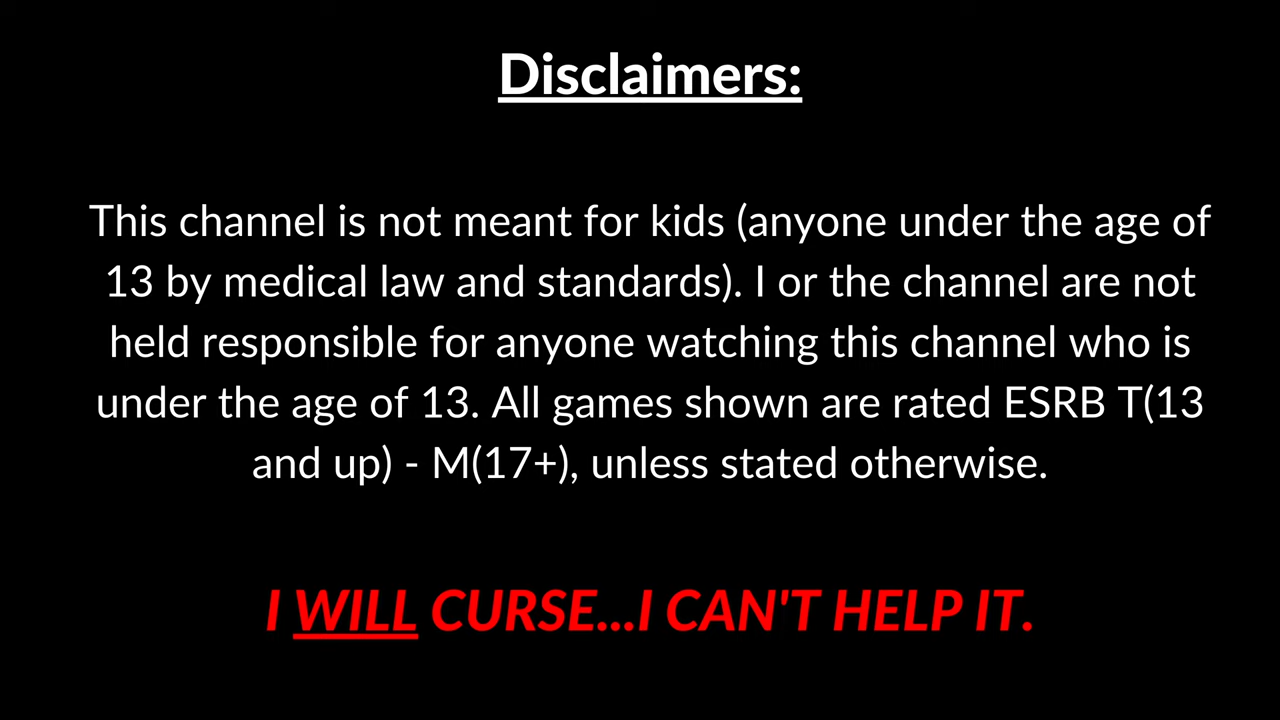 Disclaimers:
This channel is not meant for kids (anyone under the age of
13 by medical law and standards). I or the channel are not
held responsible for anyone watching this channel who is
under the age of 13. All games shown are rated ESRB T(13
and up) - M(17+), unless stated otherwise.
I WILL CURSE...I CAN'T HELP IT.